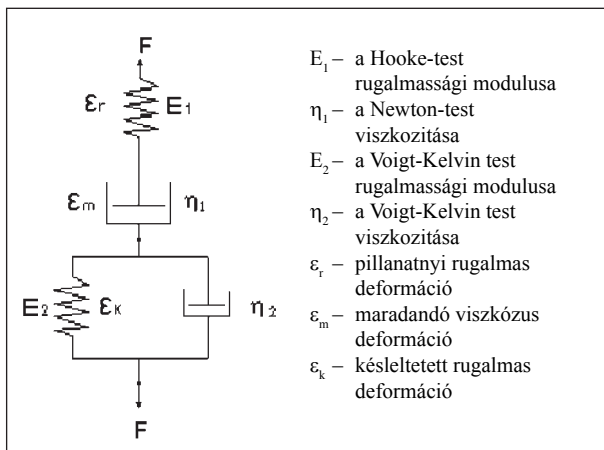 F
εr E1
εm η1
E2 εK η2
F
E1 – a Hooke-test
rugalmassági modulusa
η1 – a Newton-test
viszkozitása
E2 – a Voigt-Kelvin test
rugalmassági modulusa
η2 – a Voigt-Kelvin test
viszkozitása
εr – pillanatnyi rugalmas
deformáció
εm – maradandó viszkózus
deformáció
εk – késleltetett rugalmas
deformáció